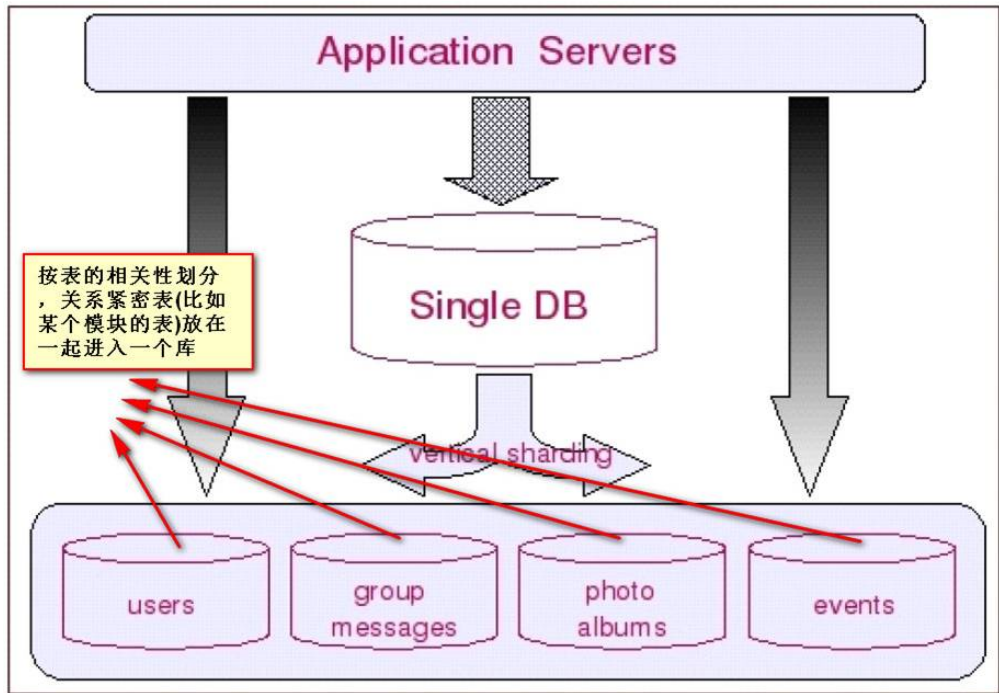 Application Servers
按表的相关性划分
，关系紧密表(比如
某个模块的表)放在
一起进入一个库
Single DB
vertical sharding
users
group
messages
photo
albums
events